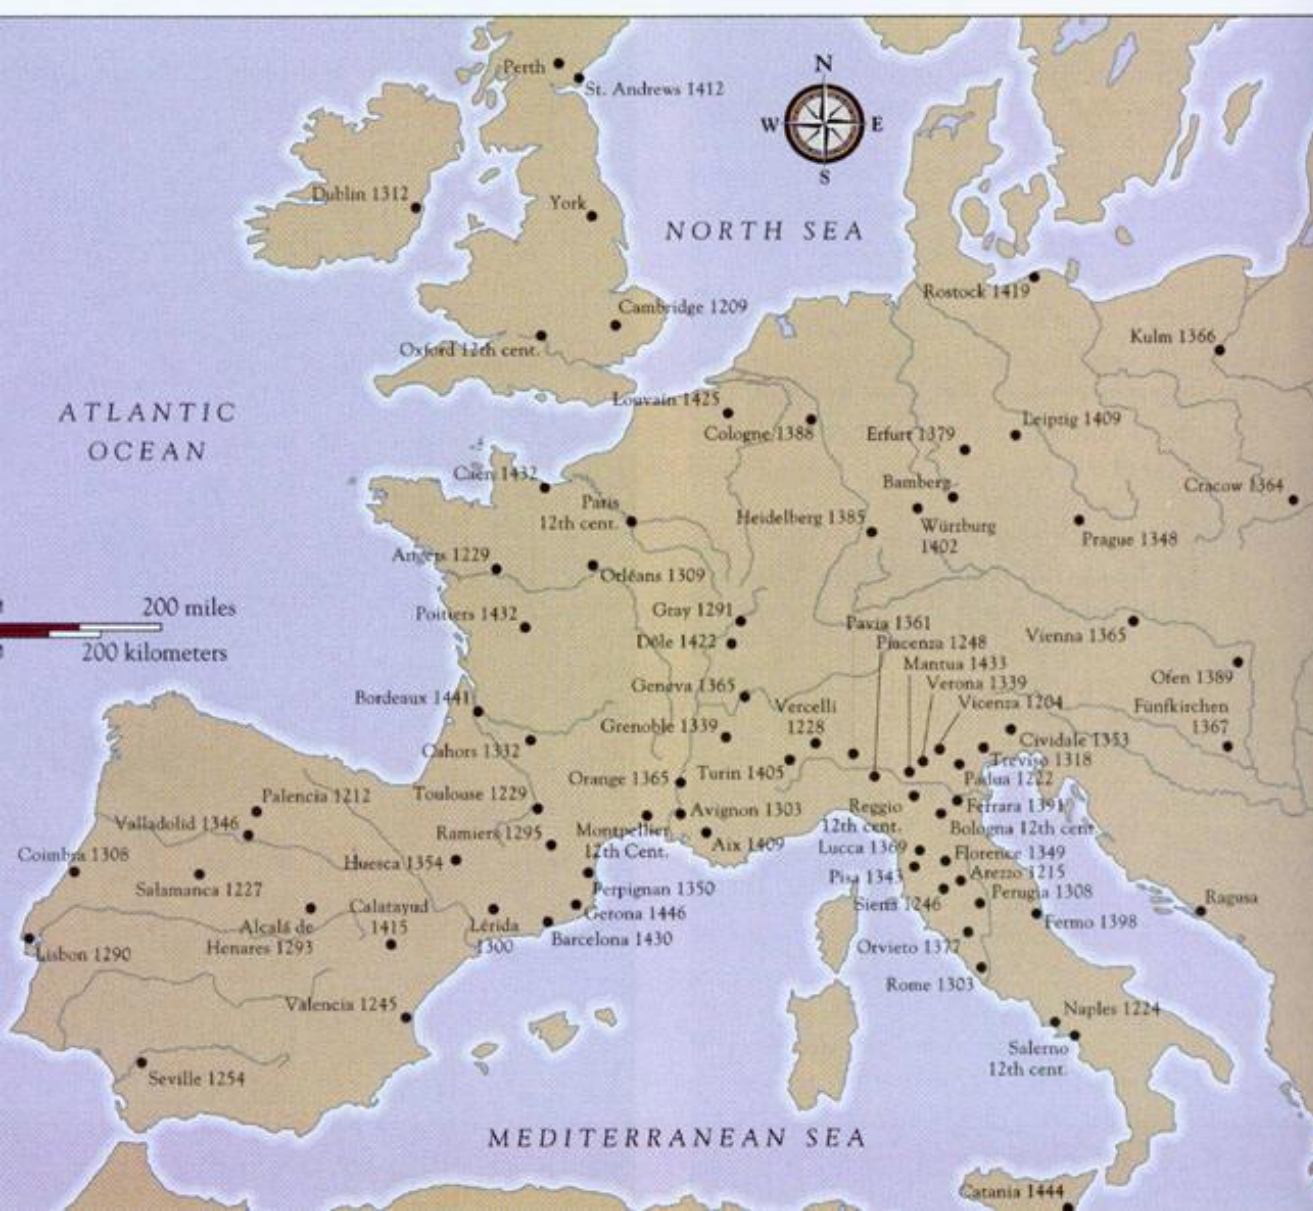 Perth
St. Andrews 1412
N
W
E
S
Dublin 1312
York
NORTH SEA
Cambridge 1209
Oxford 12th cent.
Rostock 1419
Kulm 1366
ATLANTIC
OCEAN
Louvain 1425
Cologne 1388
Erfurt 1379
Leipzig 1409
Caen 1432
Paris
12th cent.
Bamberg
Cracow 1364
Heidelberg 1385
Würzburg
1402
Prague 1348
Angers 1229
Orléans 1309
200 miles
200 kilometers
Poitiers 1432
Gray 1291
Dôle 1422
Pavia 1361
Piacenza 1248
Vienna 1365
Mantua 1433
Ofen 1389
Geneva 1365
Verona 1339
Bordeaux 1441
Vercelli
1228
Vicenza 1204
Fünfkirchen
1367
Grenoble 1339
Cahors 1332
Cividale 1353
Treviso 1318
Orange 1365
Turin 1405
Padua 1222
Palencia 1212
Toulouse 1229
Avignon 1303
Reggio
12th cent.
Ferrara 1391
Valladolid 1346
Ramiers 1295
Montpellier
12th Cent.
Aix 1409
Bologna 12th cent.
Coimbra 1308
Huesca 1354
Lucca 1369
Florence 1349
Salamanca 1227
Perpignan 1350
Pisa 1343
Arezzo 1215
Perugia 1308
Alcalá de
Henares 1293
Calatayud
1415
Lérida
1300
Gerona 1446
Siena 1246
Ragusa
Fermo 1398
Lisbon 1290
Barcelona 1430
Orvieto 1377
Rome 1303
Valencia 1245
Naples 1224
Salerno
12th cent.
Seville 1254
MEDITERRANEAN SEA
Catania 1444